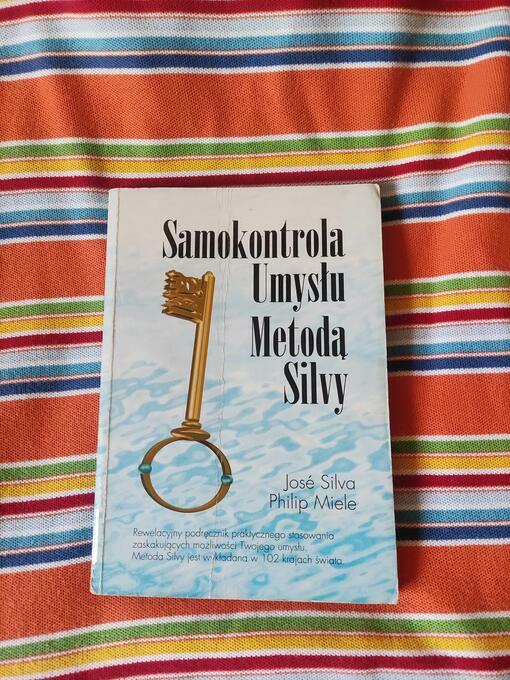 Samokontrola
Umysłu
Metodą
Silvy
José Silva
Philip Miele
Rewelacyjny podręcznik praktycznego stosowania
zaskakujących możliwości Twojego umysłu.
Metoda Silvy jest wykładana w 102 krajach świata.